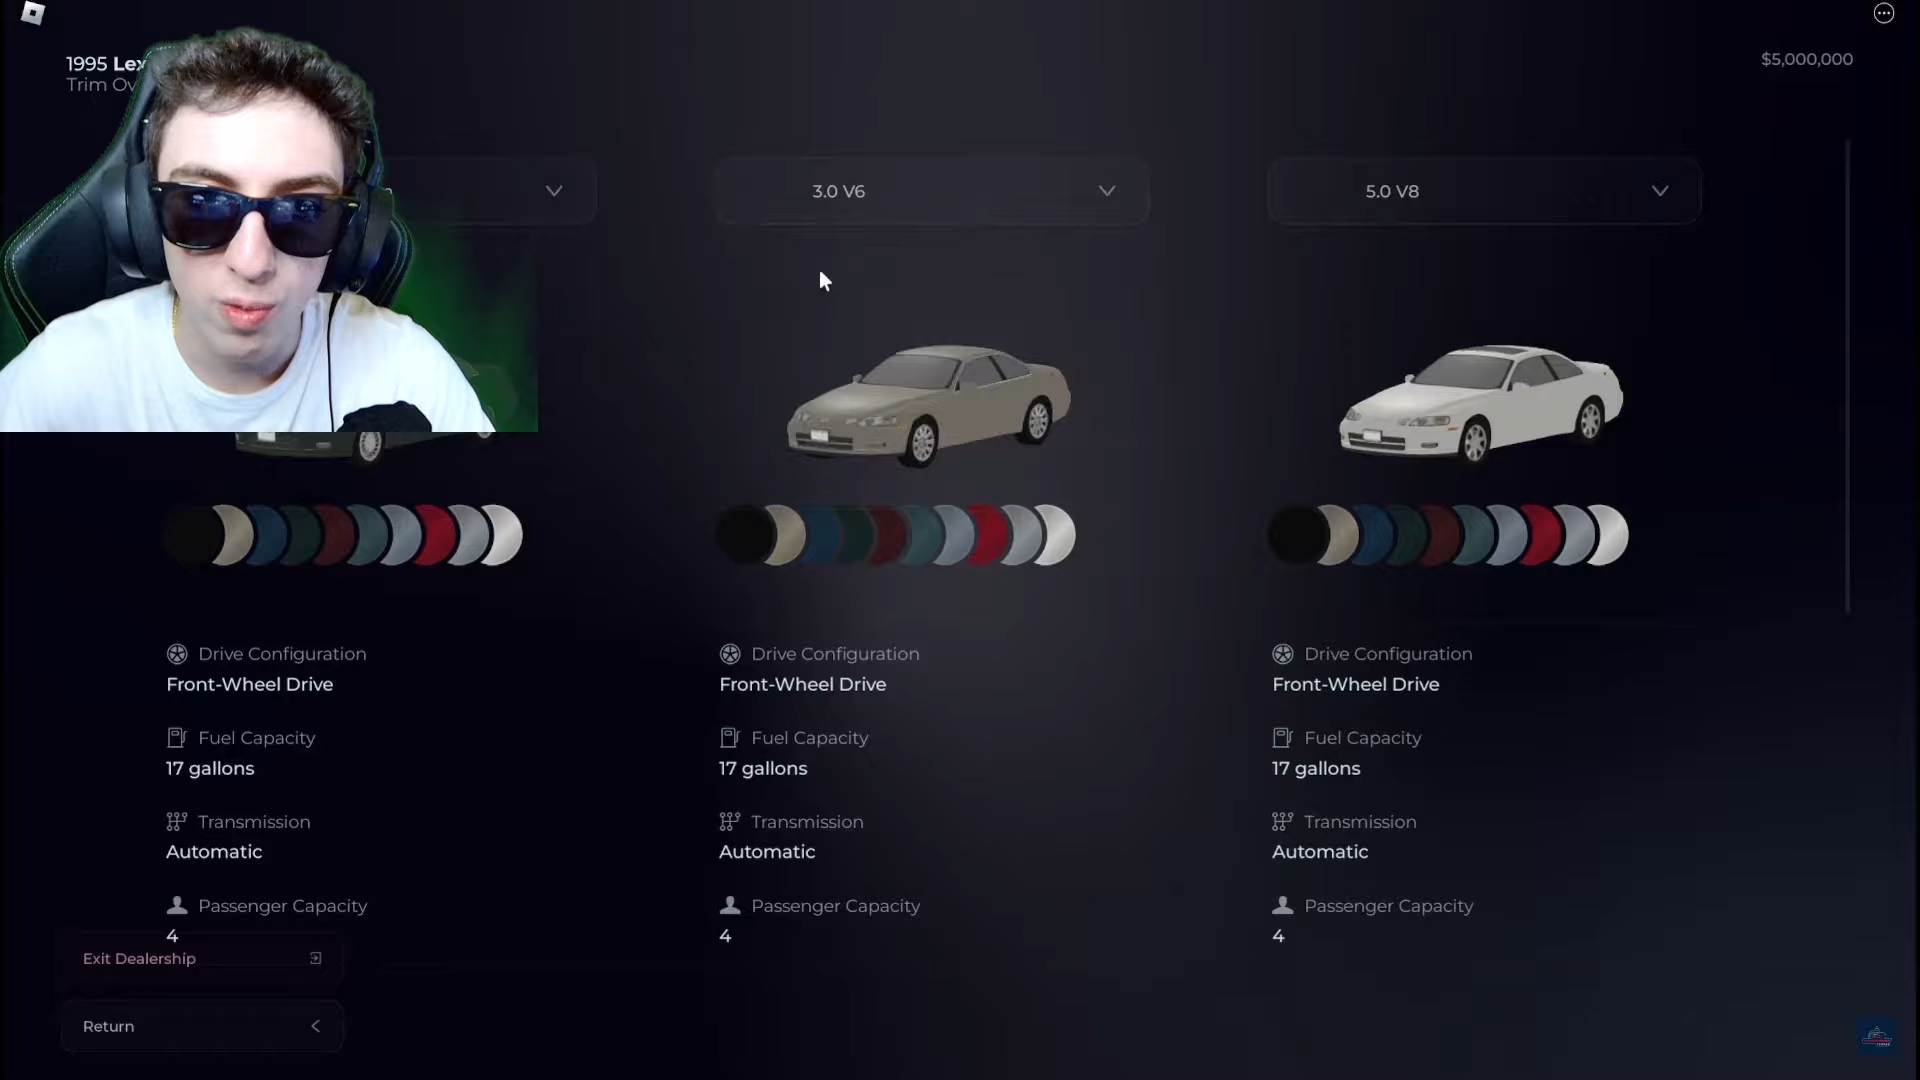 1995 Lex
Trim Ov
$5,000,000
3.0 V6
5.0 V8
Drive Configuration
Front-Wheel Drive
Fuel Capacity
17 gallons
Transmission
Automatic
Passenger Capacity
4
Drive Configuration
Front-Wheel Drive
Fuel Capacity
17 gallons
Transmission
Automatic
Passenger Capacity
4
Drive Configuration
Front-Wheel Drive
Fuel Capacity
17 gallons
Transmission
Automatic
Passenger Capacity
4
Exit Dealership
Return